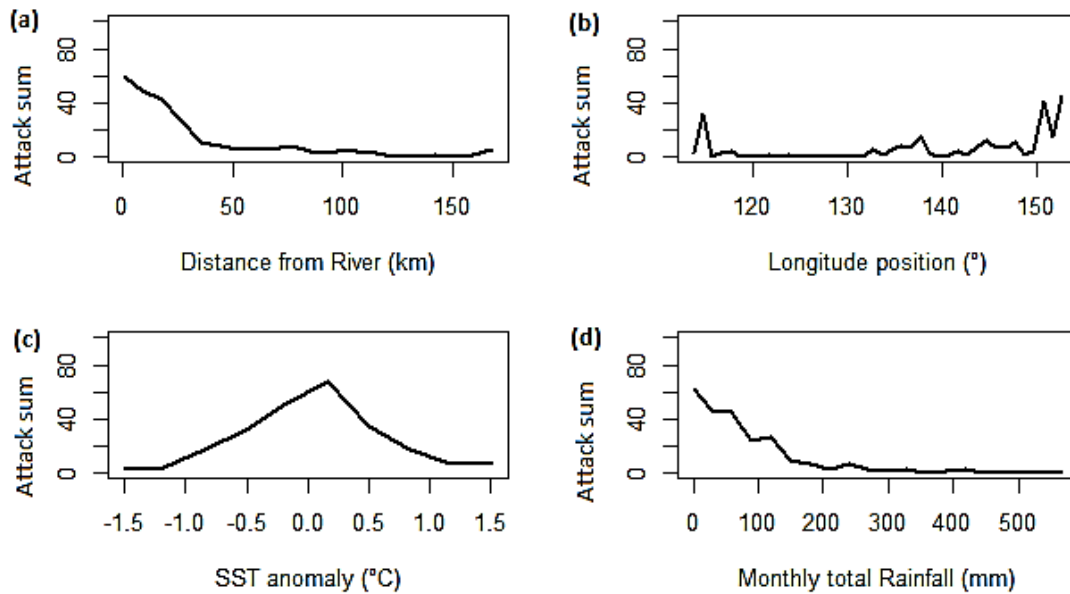 (a)
Attack sum
0 40 80
0 50 100 150
Distance from River (km)
(b)
Attack sum
0 40 80
120 130 140 150
Longitude position (°)
(c)
Attack sum
0 40 80
-1.5 -1.0 -0.5 0.0 0.5 1.0 1.5
SST anomaly (°C)
(d)
Attack sum
0 40 80
0 100 200 300 400 500
Monthly total Rainfall (mm)